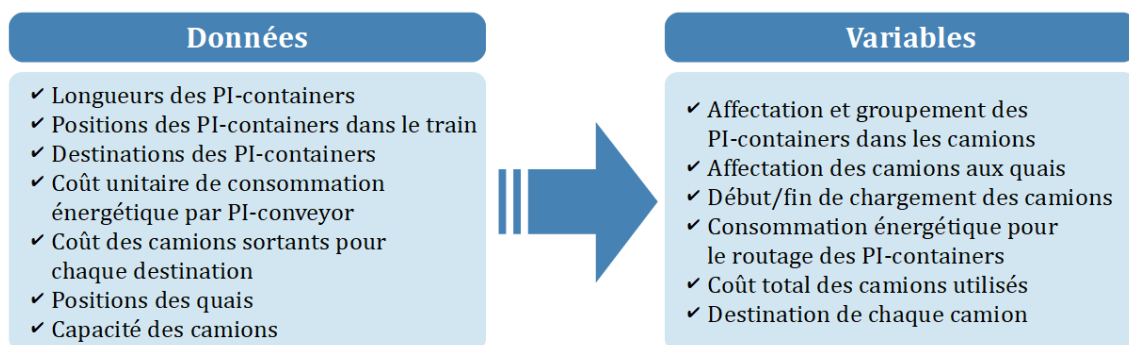 Données
✔ Longueurs des PI-containers
✔ Positions des PI-containers dans le train
✔ Destinations des PI-containers
✔ Coût unitaire de consommation
énergétique par PI-conveyor
✔ Coût des camions sortants pour
chaque destination
✔ Positions des quais
✔ Capacité des camions
Variables
✔ Affectation et groupement des
PI-containers dans les camions
✔ Affectation des camions aux quais
✔ Début/fin de chargement des camions
✔ Consommation énergétique pour
le routage des PI-containers
✔ Coût total des camions utilisés
✔ Destination de chaque camion